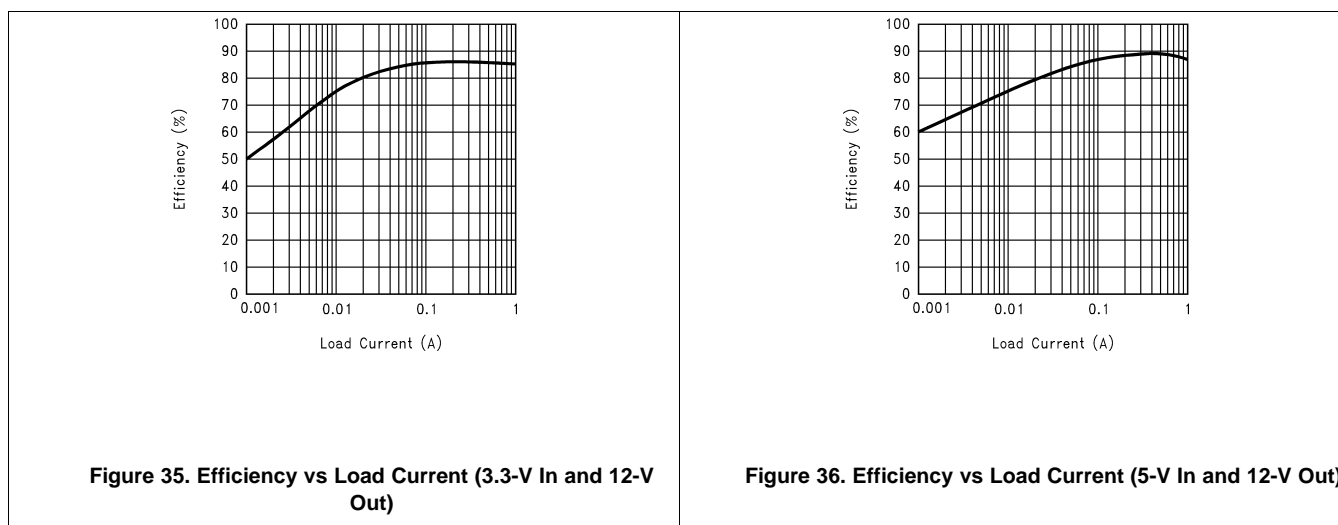 100
90
80
70
60
50
40
30
20
10
0
Efficiency (%)
0.001 0.01 0.1 1
Load Current (A)
Figure 35. Efficiency vs Load Current (3.3-V In and 12-V
Out)
100
90
80
70
60
50
40
30
20
10
0
Efficiency (%)
0.001 0.01 0.1 1
Load Current (A)
Figure 36. Efficiency vs Load Current (5-V In and 12-V Out)